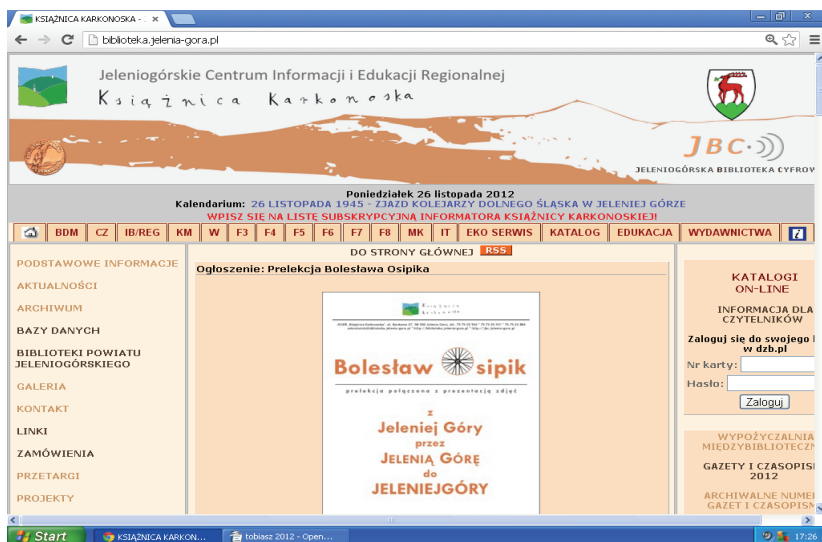 KSIĄŻNICA KARKONOSKA - :
biblioteka.jelenia-gora.pl
Jeleniogórskie Centrum Informacji i Edukacji Regionalnej
Książnica Karkonoska
JBC
JELENIOGÓRSKA BIBLIOTEKA CYFROW
Poniedziałek 26 listopada 2012
Kalendarium: 26 LISTOPADA 1945 - ZJAZD KOLEJARZY DOLNEGO ŚLĄSKA W JELENIEJ GÓRZE
WPISZ SIĘ NA LISTĘ SUBSKRYPCYJNĄ INFORMATORA KSIĄŻNICY KARKONOSKIEJ!
BDM CZ IB/REG KM W F3 F4 F5 F6 F7 F8 MK IT EKO SERWIS KATALOG EDUKACJA WYDAWNICTWA i
DO STRONY GŁÓWNEJ RSS
PODSTAWOWE INFORMACJE
AKTUALNOŚCI
ARCHIWUM
BAZY DANYCH
BIBLIOTEKI POWIATU
JELENIOGÓRSKIEGO
GALERIA
KONTAKT
LINKI
ZAMÓWIENIA
PRZETARGI
PROJEKTY
Ogłoszenie: Prelekcja Bolesława Osipika
Książnica
Karkonoska
Bolesław Osipik
prelekcja połączona z prezentacją zdjęć
z
Jeleniej Góry
przez
JELENIĄ GÓRĘ
do
JELENIEJGÓRY
KATALOGI
ON-LINE
INFORMACJA DLA
CZYTELNIKÓW
Zaloguj się do swojego
w dzb.pl
Nr karty:
Hasło:
Zaloguj
WYPOŻYCZALNIA
MIĘDZYBIBLIOTECZN
GAZETY I CZASOPIS
2012
ARCHIWALNE NUME
GAZET I CZASOPISM
Start
KSIĄŻNICA KARKON...
tobiasz 2012 - Open...
17:26